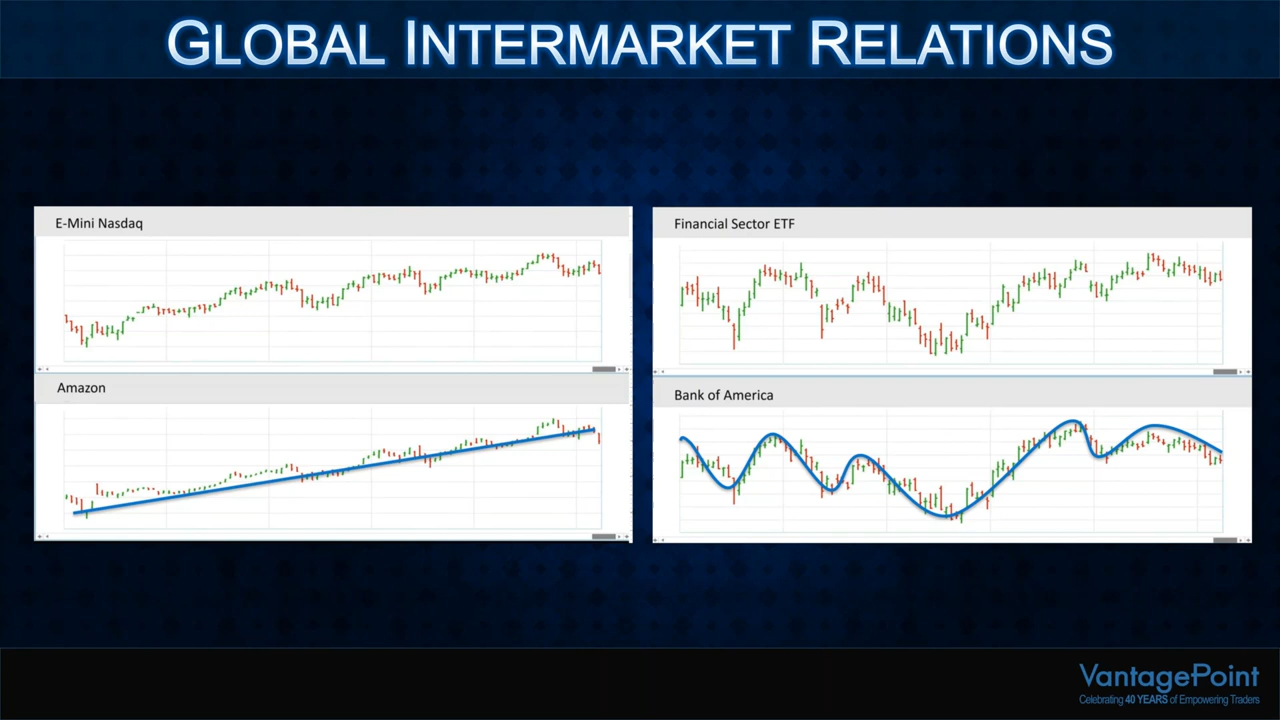 GLOBAL INTERMARKET RELATIONS
E-Mini Nasdaq
Amazon
Financial Sector ETF
Bank of America
VantagePoint
Celebrating 40 YEARS of Empowering Traders